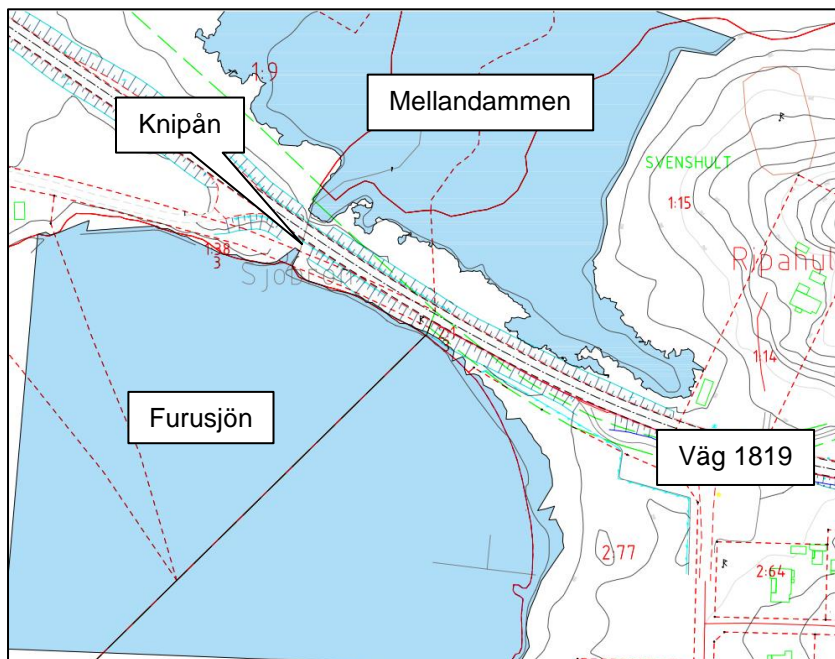 1:9
Mellandammen
Knipån
SVENSHULT
1:15
Ripahult
1:38
3
Sjöbred
1:14
Furusjön
Väg 1819
2:77
2:64